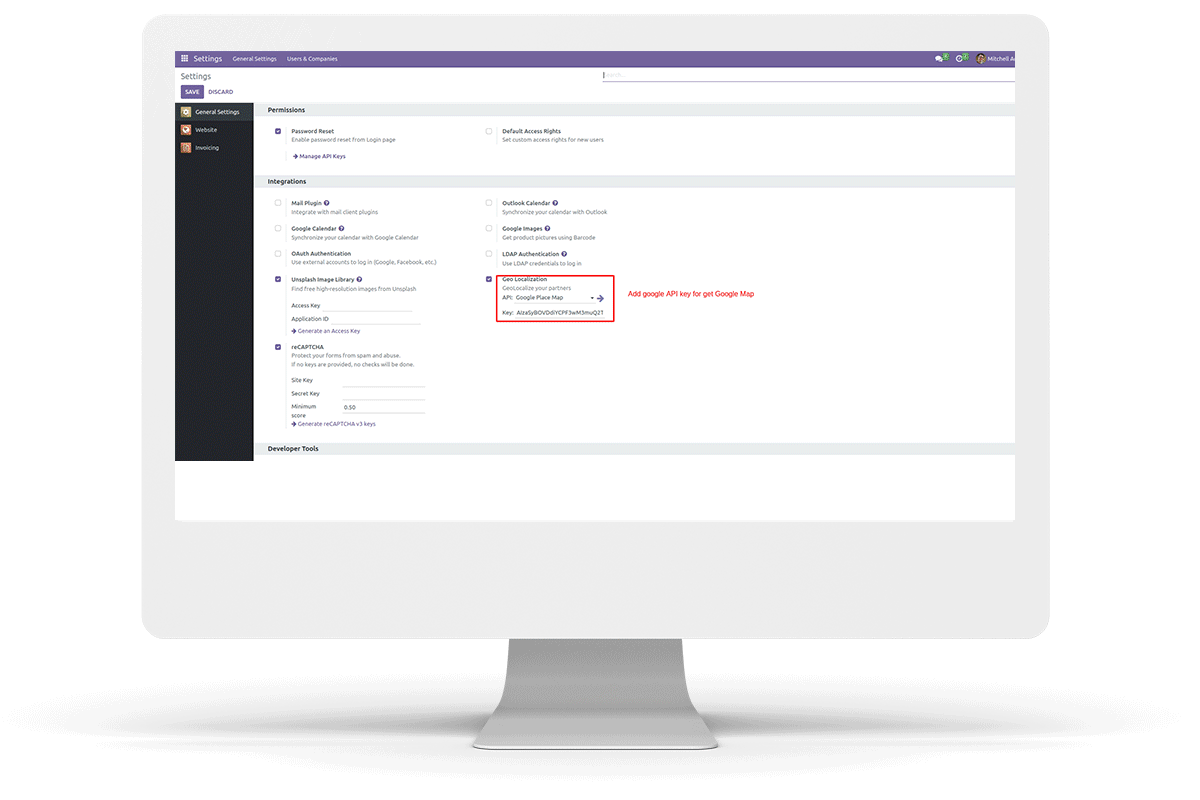 Settings General Settings Users & Companies
Mitchell
Settings
Search...
SAVE DISCARD
General Settings
Website
Invoicing
Permissions
Password Reset
Enable password reset from Login page
Manage API Keys
Default Access Rights
Set custom access rights for new users
Integrations
Mail Plugin
Integrate with mail client plugins
Outlook Calendar
Synchronize your calendar with Outlook
Google Calendar
Synchronize your calendar with Google Calendar
Google Images
Get product pictures using Barcode
OAuth Authentication
Use external accounts to log in (Google, Facebook, etc.)
LDAP Authentication
Use LDAP credentials to log in
Unsplash Image Library
Find free high-resolution images from Unsplash
Access Key
Application ID
Generate an Access Key
Geo Localization
GeoLocalize your partners
API: Google Place Map
Key: AIzaSyBOVDdiYCPF3wM3muQ2T
Add google API key for get Google Map
reCAPTCHA
Protect your forms from spam and abuse.
If no keys are provided, no checks will be done.
Site Key
Secret Key
Minimum
score
0.50
Generate reCAPTCHA v3 keys
Developer Tools